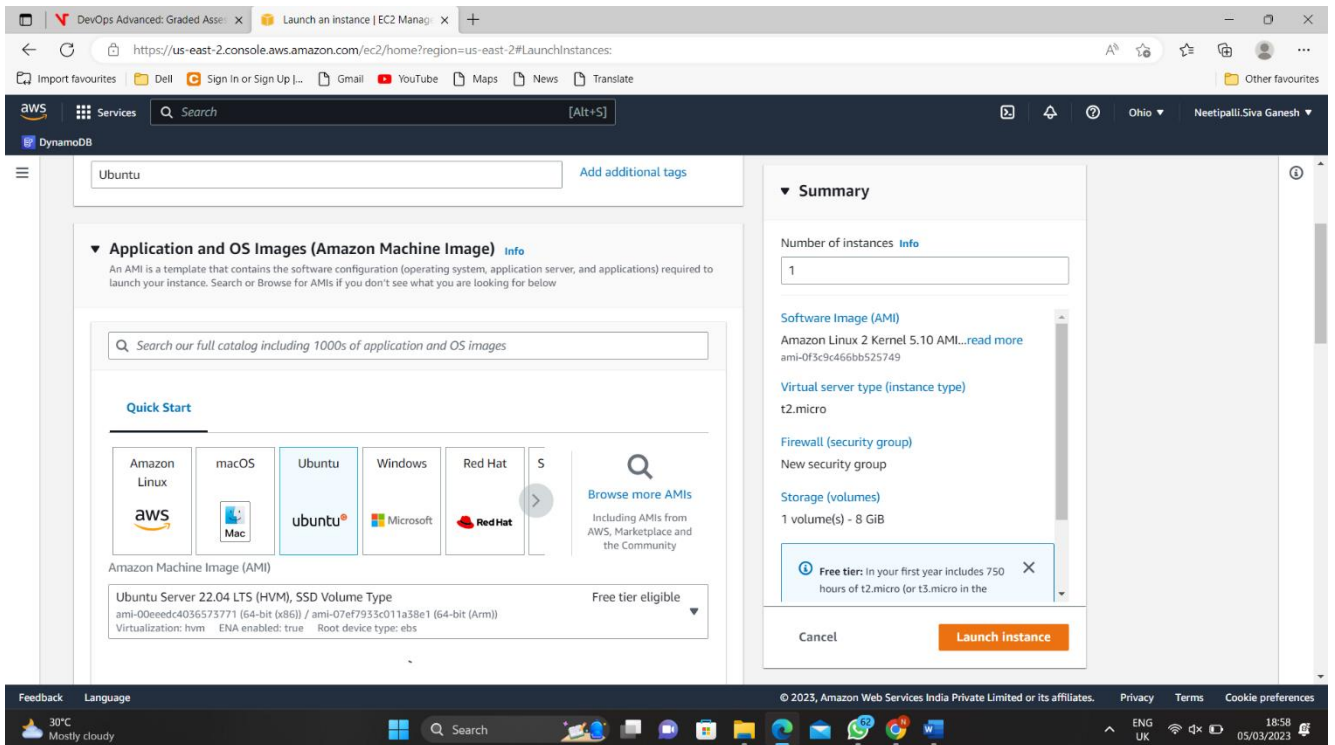 DevOps Advanced: Graded Asses
Launch an instance | EC2 Manag
https://us-east-2.console.aws.amazon.com/ec2/home?region=us-east-2#LaunchInstances:
Import favourites
Dell
Sign In or Sign Up |...
Gmail
YouTube
Maps
News
Translate
Other favourites
aws
Services
Search
[Alt+S]
Ohio
Neetipalli.Siva Ganesh
DynamoDB
Ubuntu
Add additional tags
Application and OS Images (Amazon Machine Image) Info
An AMI is a template that contains the software configuration (operating system, application server, and applications) required to
launch your instance. Search or Browse for AMIs if you don't see what you are looking for below
Search our full catalog including 1000s of application and OS images
Quick Start
Amazon
Linux
aws
macOS
Mac
Ubuntu
ubuntu
Windows
Microsoft
Red Hat
Red Hat
S
Browse more AMIs
Including AMIs from
AWS, Marketplace and
the Community
Amazon Machine Image (AMI)
Ubuntu Server 22.04 LTS (HVM), SSD Volume Type
Free tier eligible
ami-00eeedc4036573771 (64-bit (x86)) / ami-07ef7933c011a38e1 (64-bit (Arm))
Virtualization: hvm ENA enabled: true Root device type: ebs
Summary
Number of instances Info
1
Software Image (AMI)
Amazon Linux 2 Kernel 5.10 AMI...read more
ami-0f3c9c466bb525749
Virtual server type (instance type)
t2.micro
Firewall (security group)
New security group
Storage (volumes)
1 volume(s) - 8 GiB
Free tier: In your first year includes 750
hours of t2.micro (or t3.micro in the
Cancel
Launch instance
Feedback
Language
© 2023, Amazon Web Services India Private Limited or its affiliates.
Privacy
Terms
Cookie preferences
30°C
Mostly cloudy
Search
62
N
ENG
UK
18:58
05/03/2023